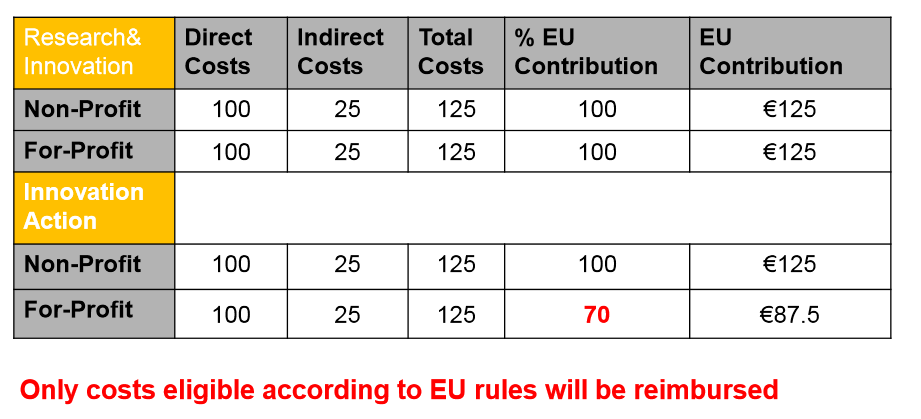 Research& Direct Indirect Total % EU EU
Innovation Costs Costs Costs Contribution Contribution
Non-Profit 100 25 125 100 €125
For-Profit 100 25 125 100 €125
Innovation
Action
Non-Profit 100 25 125 100 €125
For-Profit 100 25 125 70 €87.5
Only costs eligible according to EU rules will be reimbursed